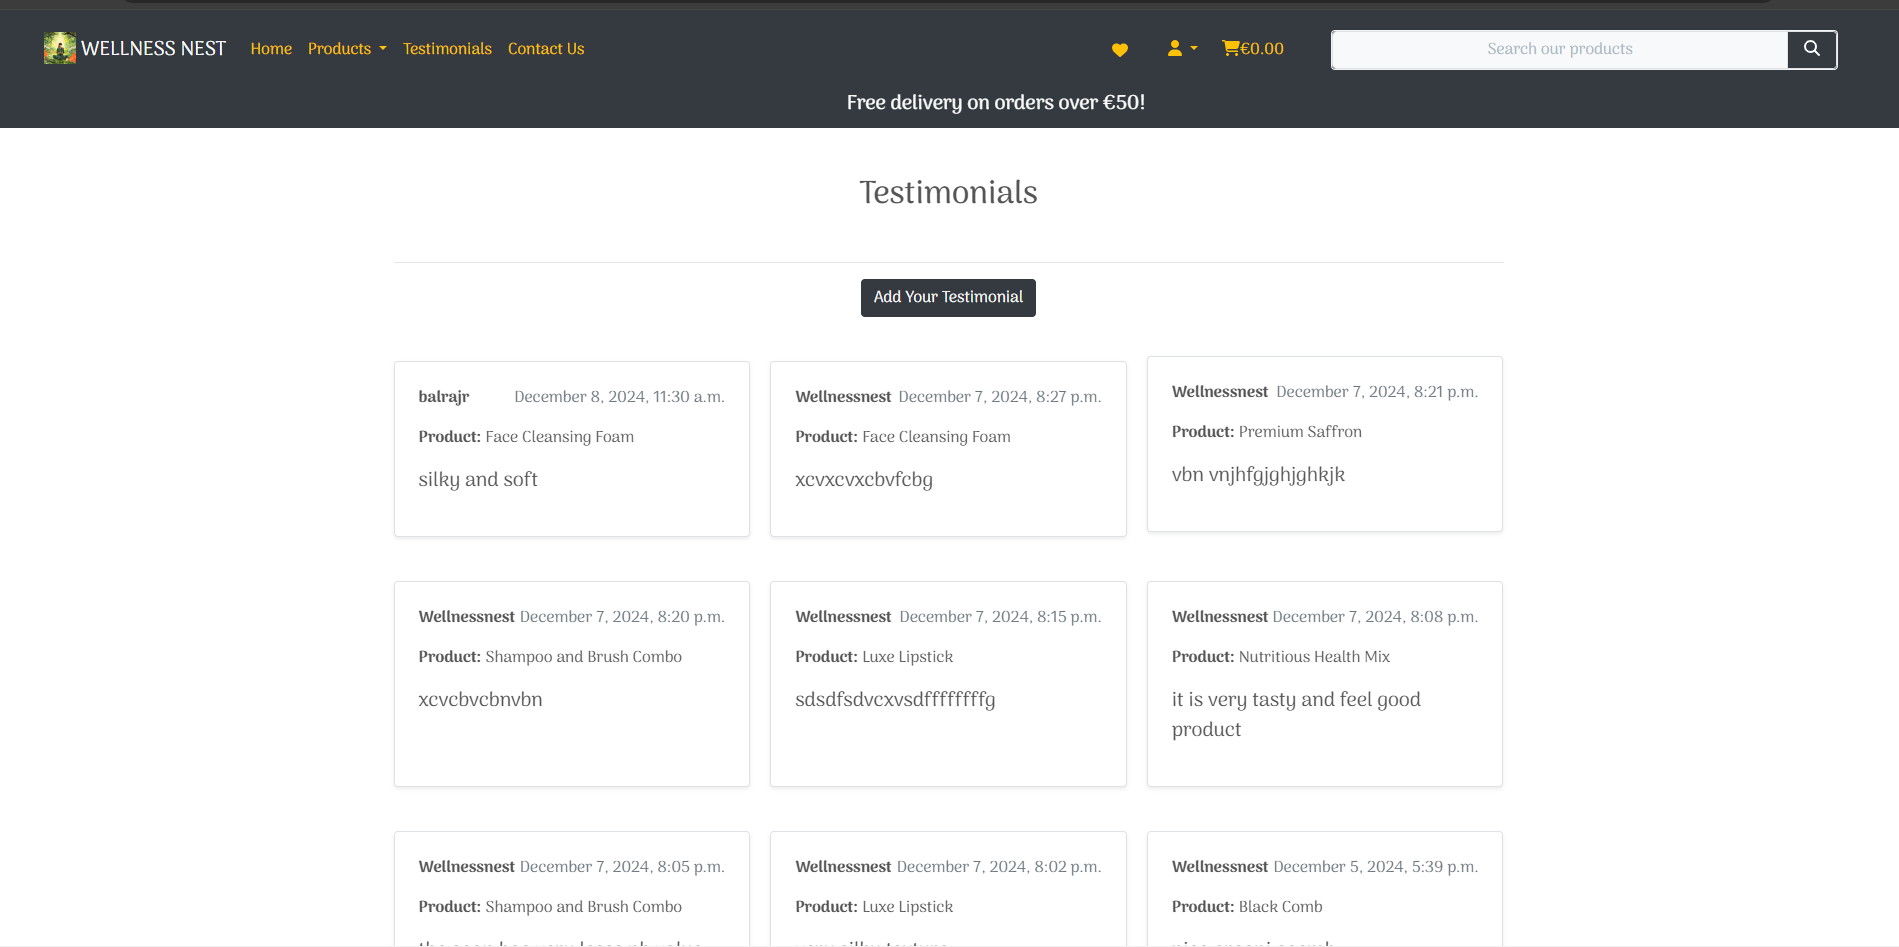 WELLNESS NEST Home Products Testimonials Contact Us €0.00 Search our products
Free delivery on orders over €50!
Testimonials
Add Your Testimonial
balrajr December 8, 2024, 11:30 a.m.
Product: Face Cleansing Foam
silky and soft
Wellnessnest December 7, 2024, 8:27 p.m.
Product: Face Cleansing Foam
xcvxcvxcbvfcbg
Wellnessnest December 7, 2024, 8:21 p.m.
Product: Premium Saffron
vbn vnjhfgjghjghkjk
Wellnessnest December 7, 2024, 8:20 p.m.
Product: Shampoo and Brush Combo
xcvcbvcbnvbn
Wellnessnest December 7, 2024, 8:15 p.m.
Product: Luxe Lipstick
sdsdfsdvcxvsdffffffffg
Wellnessnest December 7, 2024, 8:08 p.m.
Product: Nutritious Health Mix
it is very tasty and feel good
product
Wellnessnest December 7, 2024, 8:05 p.m.
Product: Shampoo and Brush Combo
Wellnessnest December 7, 2024, 8:02 p.m.
Product: Luxe Lipstick
Wellnessnest December 5, 2024, 5:39 p.m.
Product: Black Comb